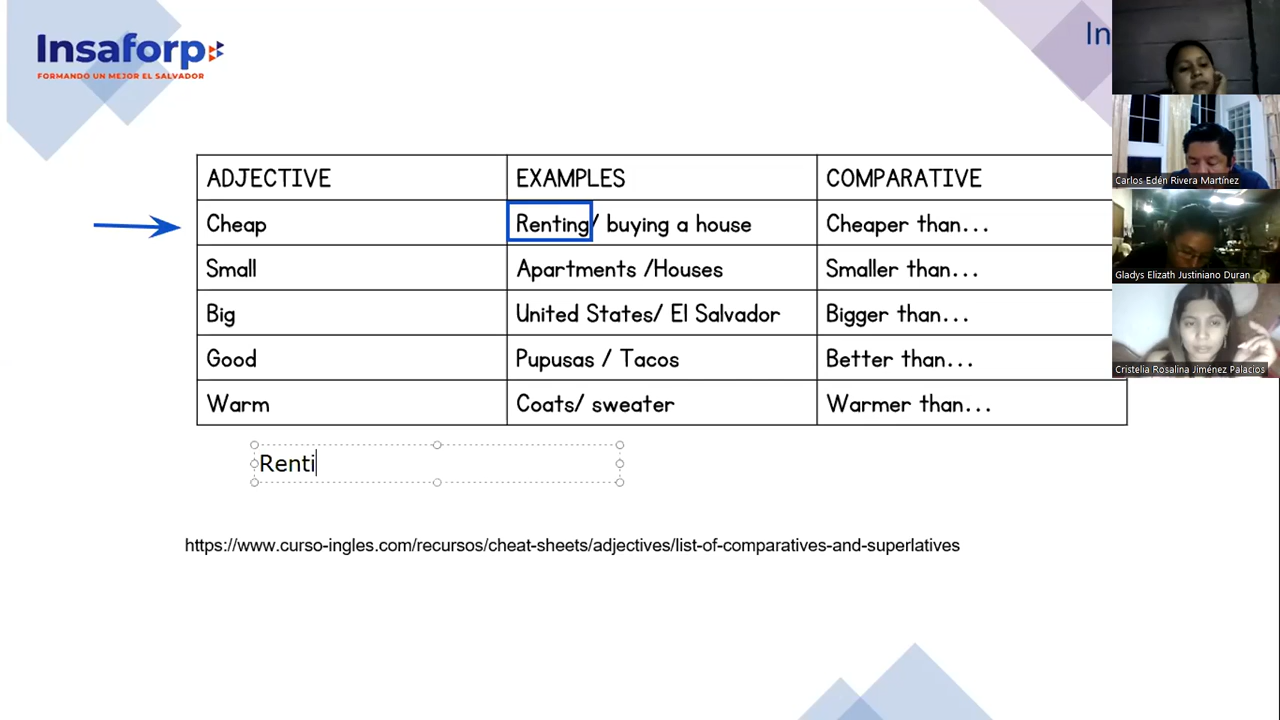 Insaforp
FORMANDO UN MEJOR EL SALVADOR
In
ADJECTIVE EXAMPLES COMPARATIVE
Cheap Renting/ buying a house Cheaper than...
Small Apartments /Houses Smaller than...
Big United States/ El Salvador Bigger than...
Good Pupusas / Tacos Better than...
Warm Coats/ sweater Warmer than...
Renti
https://www.curso-ingles.com/recursos/cheat-sheets/adjectives/list-of-comparatives-and-superlatives
Carlos Edén Rivera Martínez
Gladys Elizath Justiniano Duran
Cristelia Rosalina Jiménez Palacios